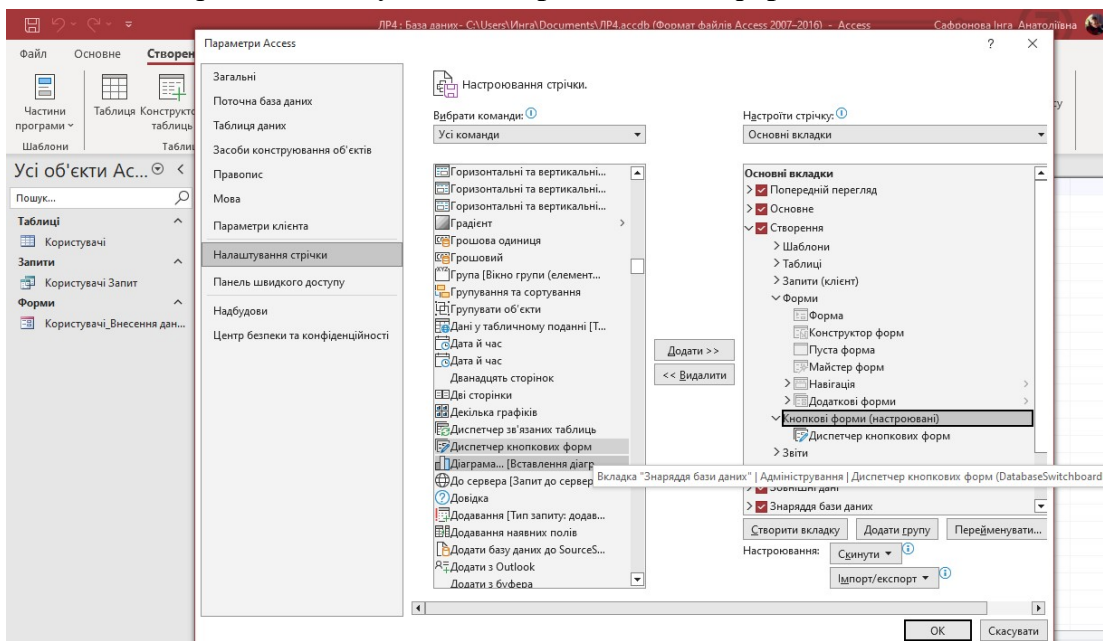 ЛР4 : База даних- C:\Users\Инга\Documents\ЛР4.accdb (Формат файлів Access 2007–2016) - Access
Сафронова Інга Анатоліївна
Файл Основне Створен
Частини
програми
Таблиця Конструкто
таблиць
Шаблони
Таблиц
Усі об'єкти Ac...
Пошук...
Таблиці
Користувачі
Запити
Користувачі Запит
Форми
Користувачі_Внесення дан...
Параметри Access
? ×
Загальні
Поточна база даних
Таблиця даних
Засоби конструювання об'єктів
Правопис
Мова
Параметри клієнта
Налаштування стрічки
Панель швидкого доступу
Надбудови
Центр безпеки та конфіденційності
Настроювання стрічки.
Вибрати команди:
Усі команди
Горизонтальні та вертикальні...
Горизонтальні та вертикальні...
Горизонтальні та вертикальні...
Градієнт
Грошова одиниця
Грошовий
Група [Вікно групи (елемент...
Групування та сортування
Групувати об'єкти
Дані у табличному поданні [Т...
Дата й час
Дата й час
Дванадцять сторінок
Дві сторінки
Декілька графіків
Диспетчер зв'язаних таблиць
Диспетчер кнопкових форм
Діаграма... [Вставлення діагр
До сервера [Запит до сервер
Довідка
Додавання [Тип запиту: додав...
Додавання наявних полів
Додати базу даних до SourceS...
Додати з Outlook
Додати з буфера
Додати >>
<< Видалити
Настроїти стрічку:
Основні вкладки
Основні вкладки
Попередній перегляд
Основне
Створення
Шаблони
Таблиці
Запити (клієнт)
Форми
Форма
Конструктор форм
Пуста форма
Майстер форм
Навігація
Додаткові форми
Кнопкові форми (настроювані)
Диспетчер кнопкових форм
Звіти
Вкладка "Знаряддя бази даних" | Адміністрування | Диспетчер кнопкових форм (DatabaseSwitchboard
Зовнішні дані
Знаряддя бази даних
Створити вкладку Додати групу Перейменувати...
Настроювання: Скинути
Імпорт/експорт
OK Скасувати